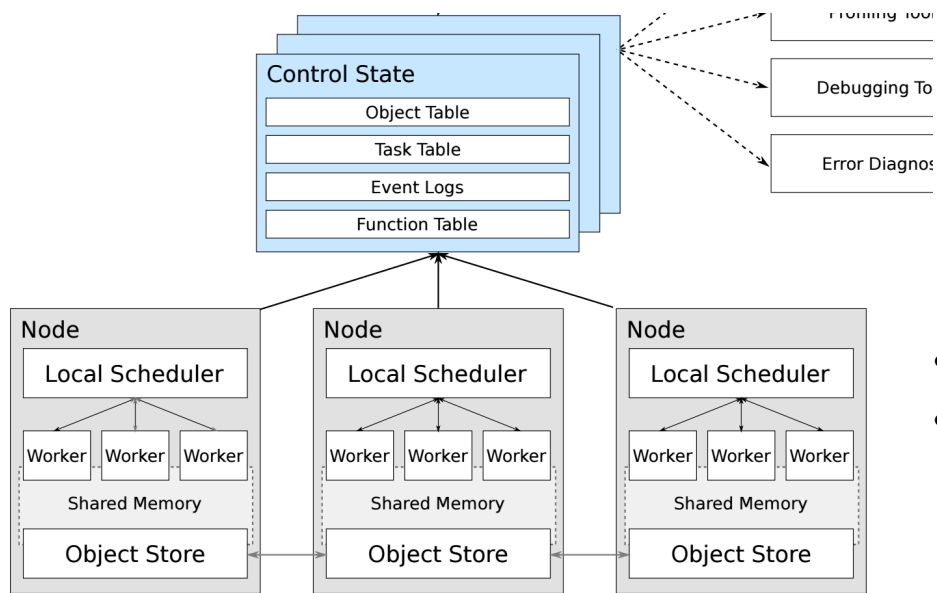 Control State
Object Table
Task Table
Event Logs
Function Table
Profiling Tool
Debugging To
Error Diagnos
Node
Local Scheduler
Worker Worker Worker
Shared Memory
Object Store
Node
Local Scheduler
Worker Worker Worker
Shared Memory
Object Store
Node
Local Scheduler
Worker Worker Worker
Shared Memory
Object Store